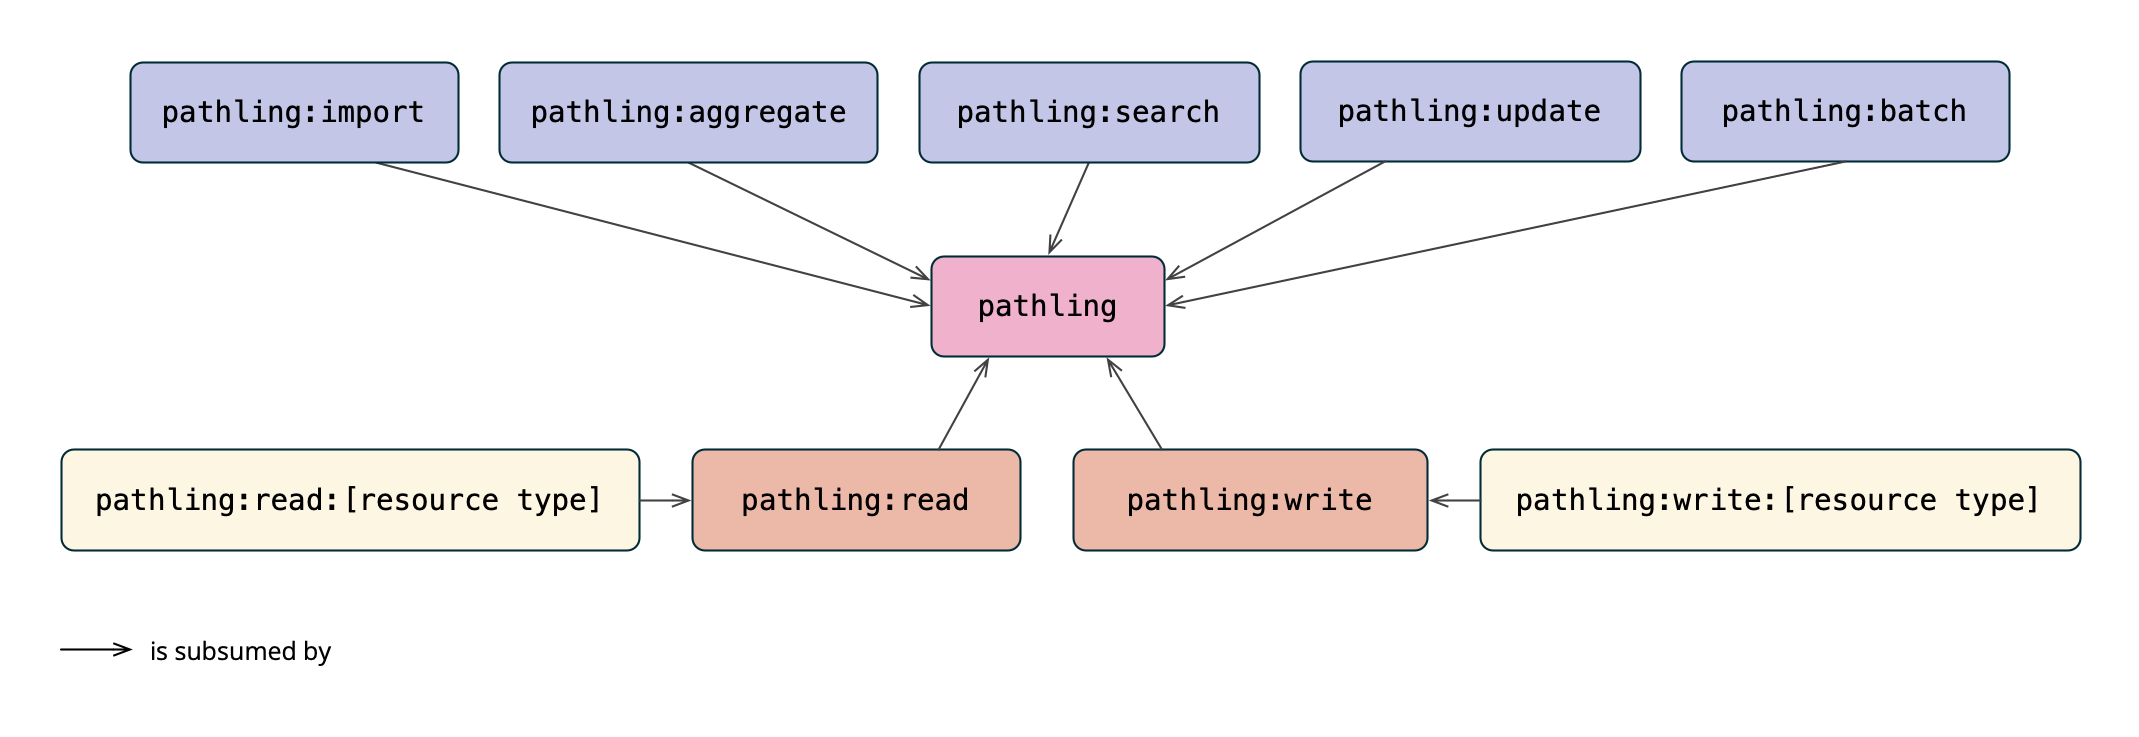 pathling:import
pathling:aggregate
pathling:search
pathling:update
pathling:batch
pathling
pathling:read:[resource type]
pathling:read
pathling:write
pathling:write:[resource type]
is subsumed by